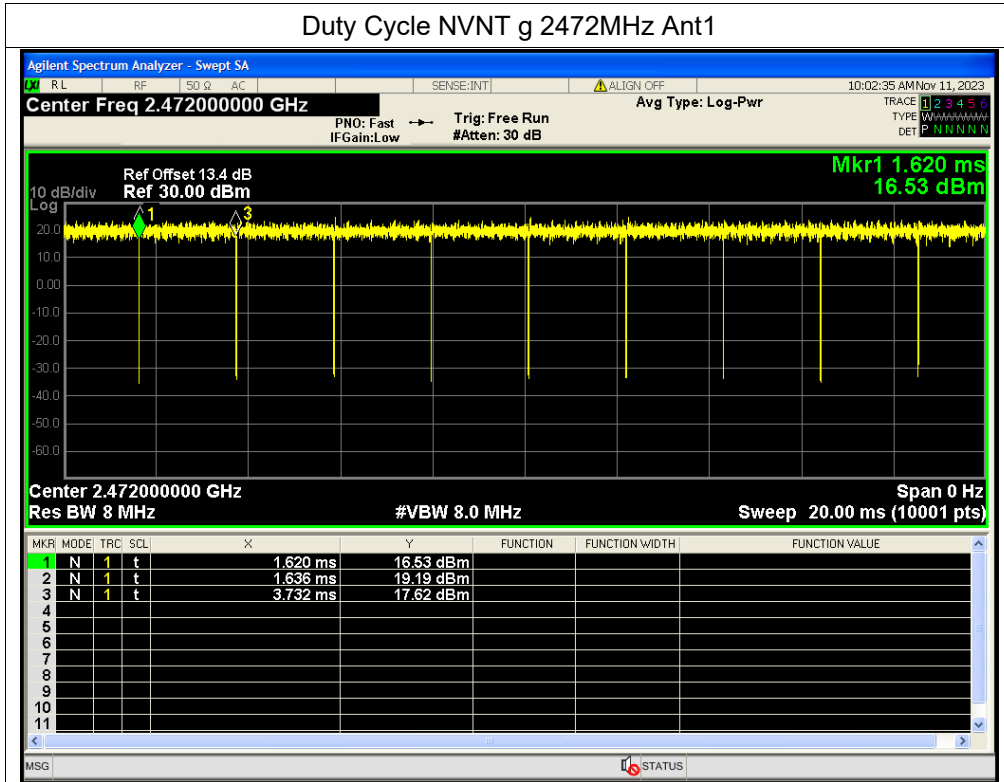 Duty Cycle NVNT g 2472MHz Ant1
Agilent Spectrum Analyzer - Swept SA
LXI RL RF 50 Ω AC SENSE:INT ALIGN OFF 10:02:35 AM Nov 11, 2023
Center Freq 2.472000000 GHz Avg Type: Log-Pwr TRACE 1 2 3 4 5 6
PNO: Fast Trig: Free Run TYPE WWWWWW
IFGain:Low #Atten: 30 dB DET P N N N N N
Mkr1 1.620 ms
Ref Offset 13.4 dB
10 dB/div Ref 30.00 dBm 16.53 dBm
Log
1 3
20.0
10.0
0.00
-10.0
-20.0
-30.0
-40.0
-50.0
-60.0
Center 2.472000000 GHz Span 0 Hz
Res BW 8 MHz #VBW 8.0 MHz Sweep 20.00 ms (10001 pts)
MKR MODE TRC SCL X Y FUNCTION FUNCTION WIDTH FUNCTION VALUE
1 N 1 t 1.620 ms 16.53 dBm
2 N 1 t 1.636 ms 19.19 dBm
3 N 1 t 3.732 ms 17.62 dBm
4
5
6
7
8
9
10
11
MSG STATUS